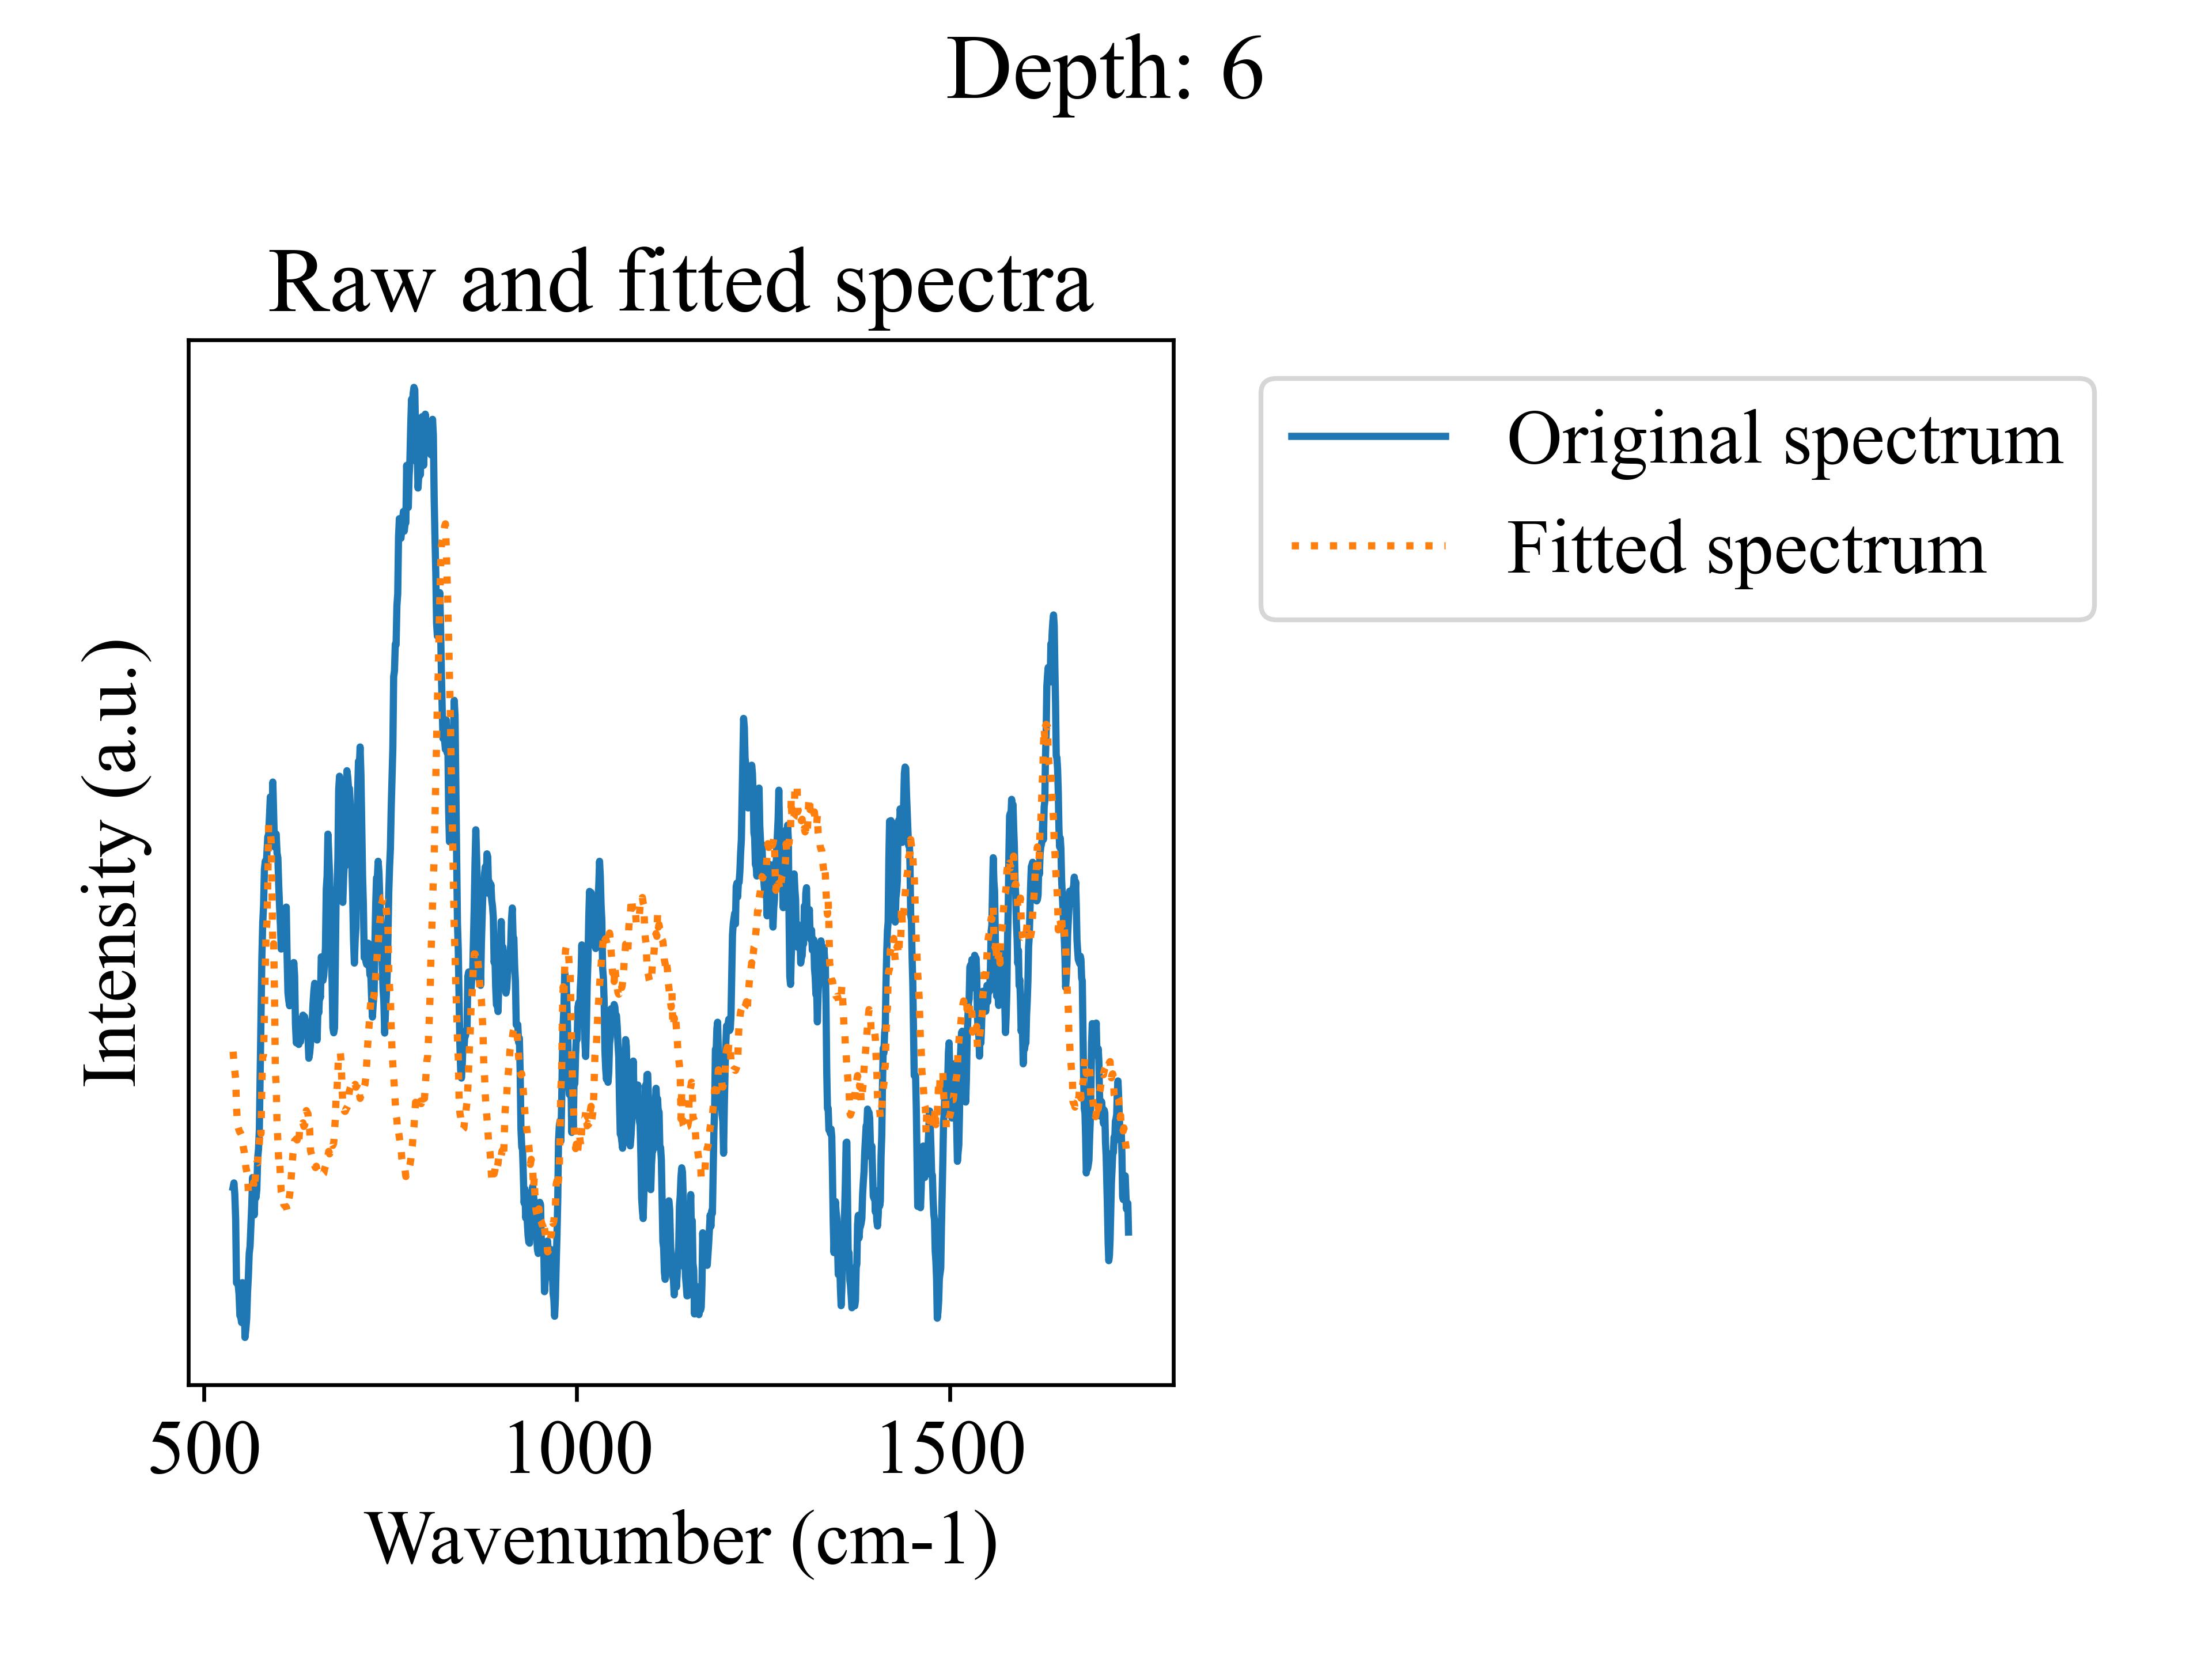 Depth: 6
Raw and fitted spectra
Original spectrum
Fitted spectrum
Intensity (a.u.)
500 1000 1500
Wavenumber (cm-1)